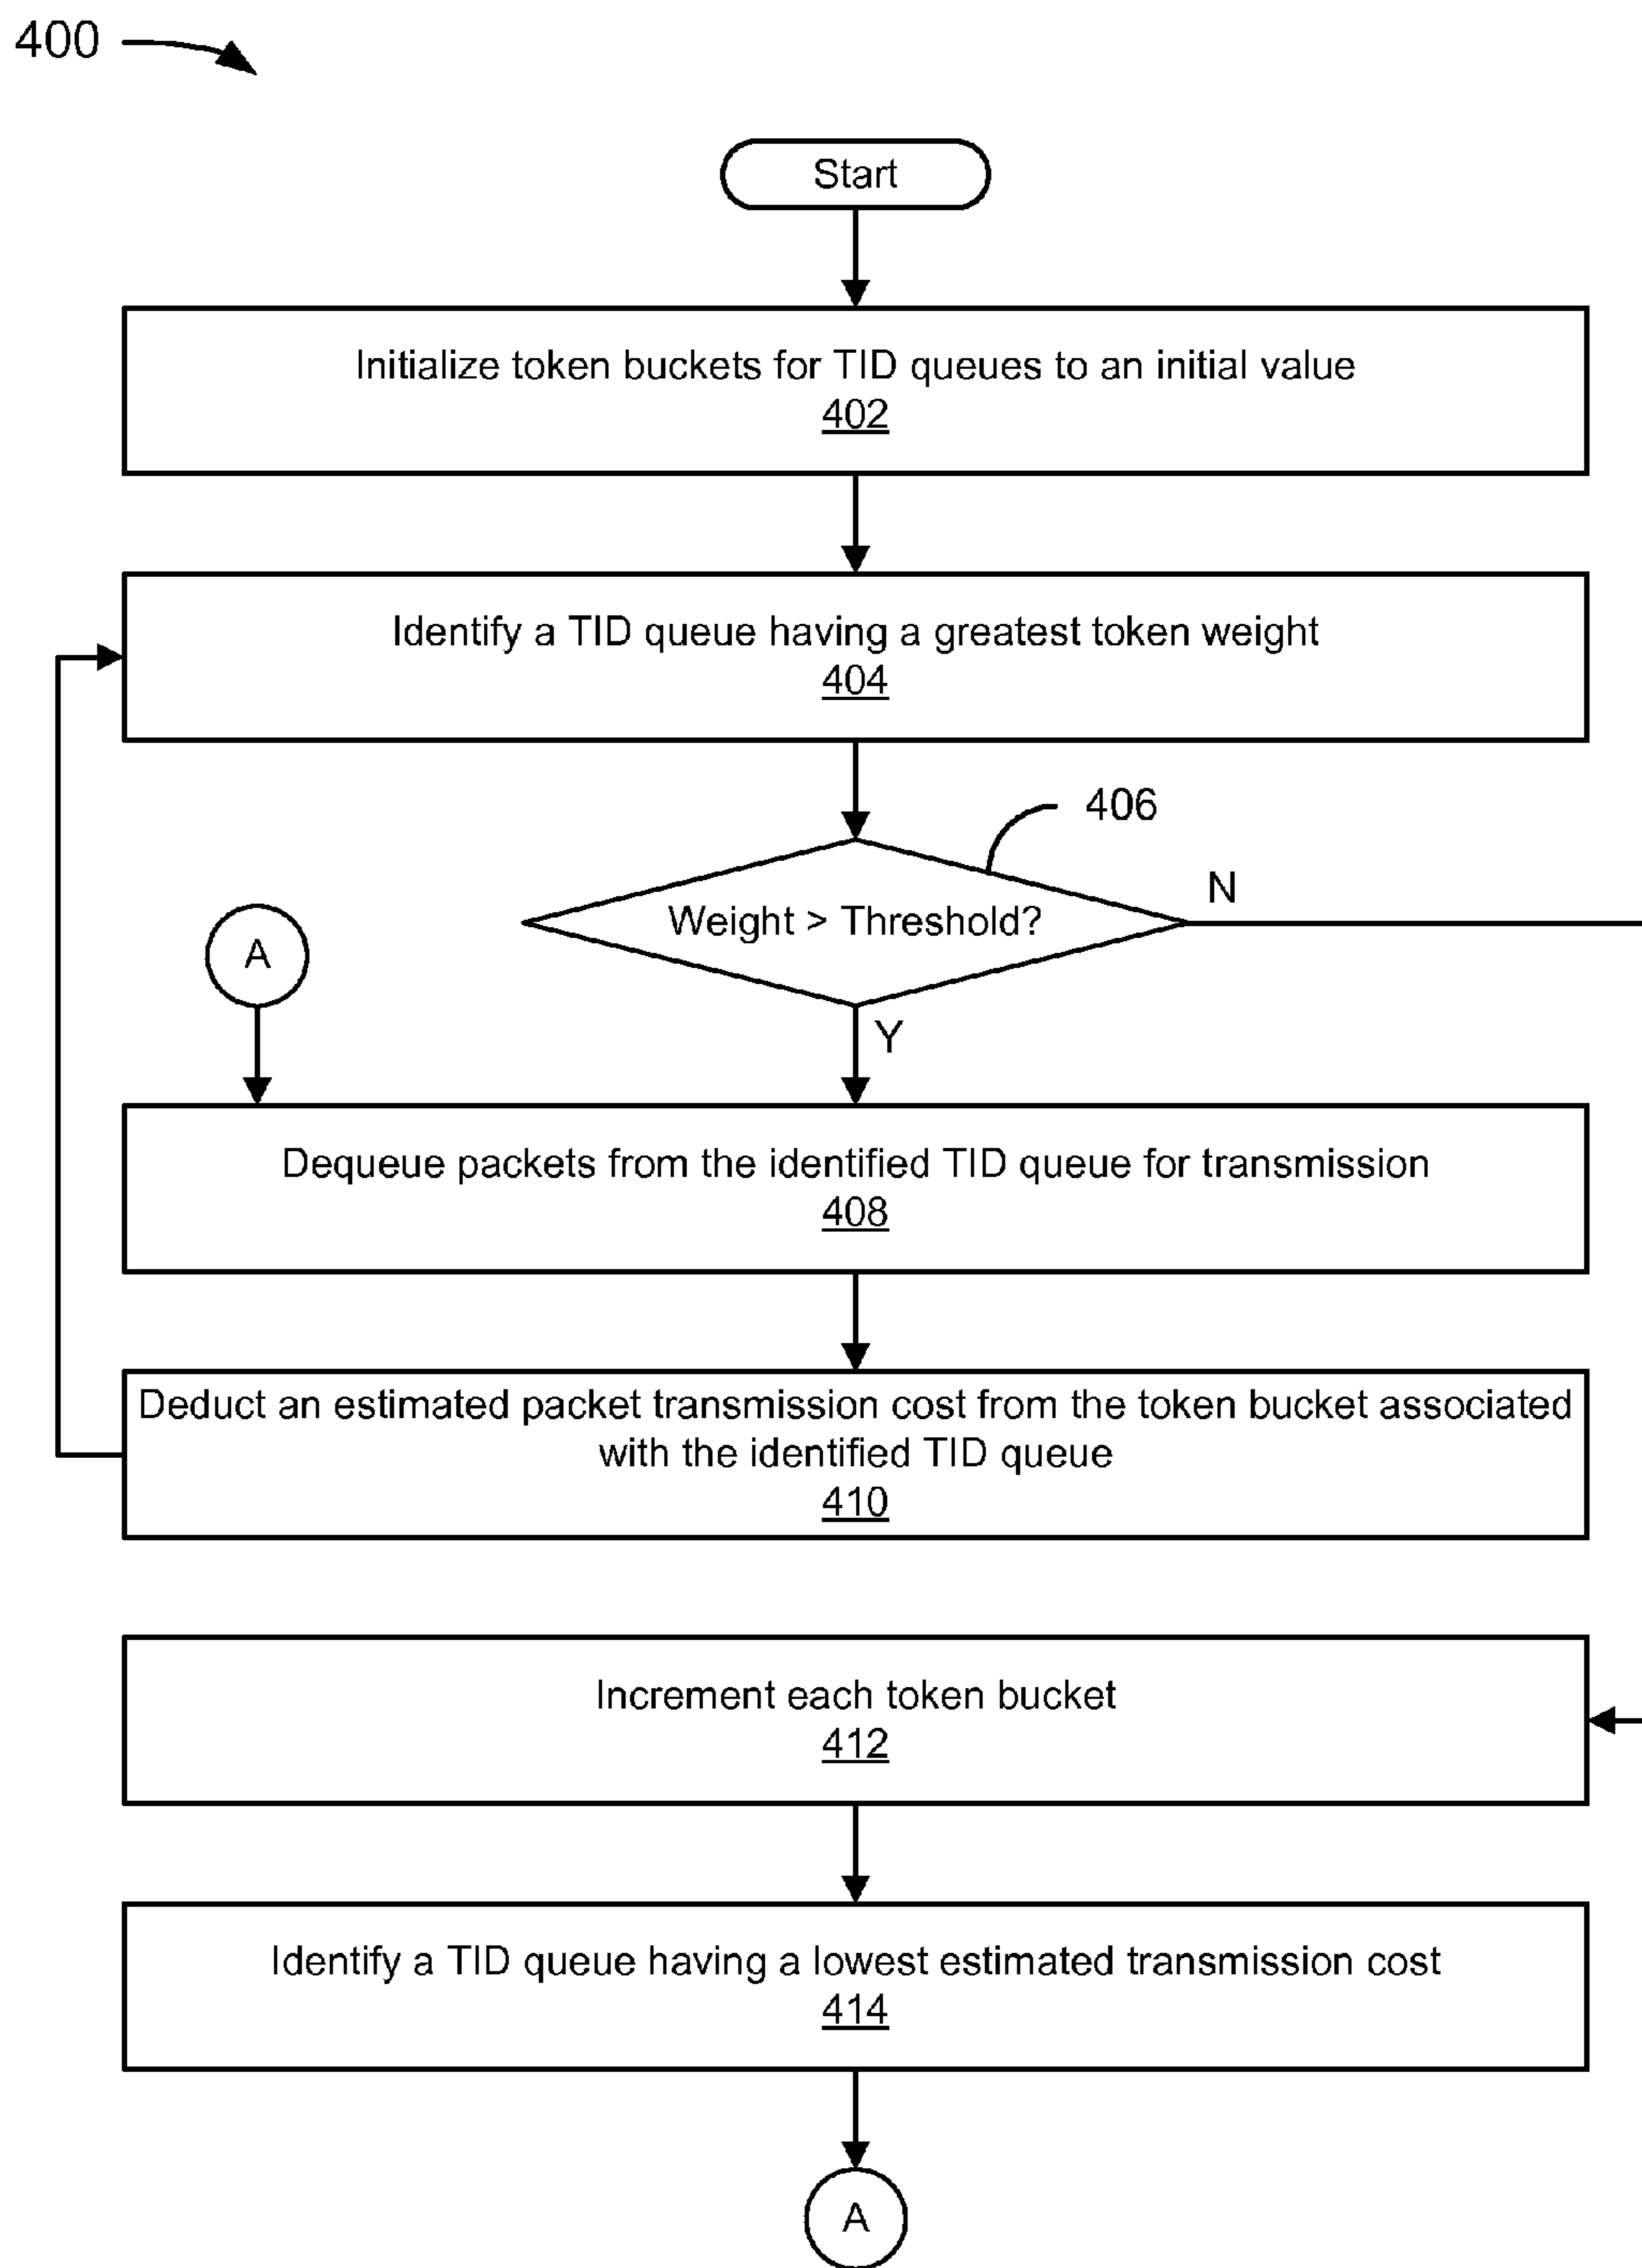 400
Start
Initialize token buckets for TID queues to an initial value
402
Identify a TID queue having a greatest token weight
404
406
Weight > Threshold?
N
A
Y
Dequeue packets from the identified TID queue for transmission
408
Deduct an estimated packet transmission cost from the token bucket associated
with the identified TID queue
410
Increment each token bucket
412
Identify a TID queue having a lowest estimated transmission cost
414
A